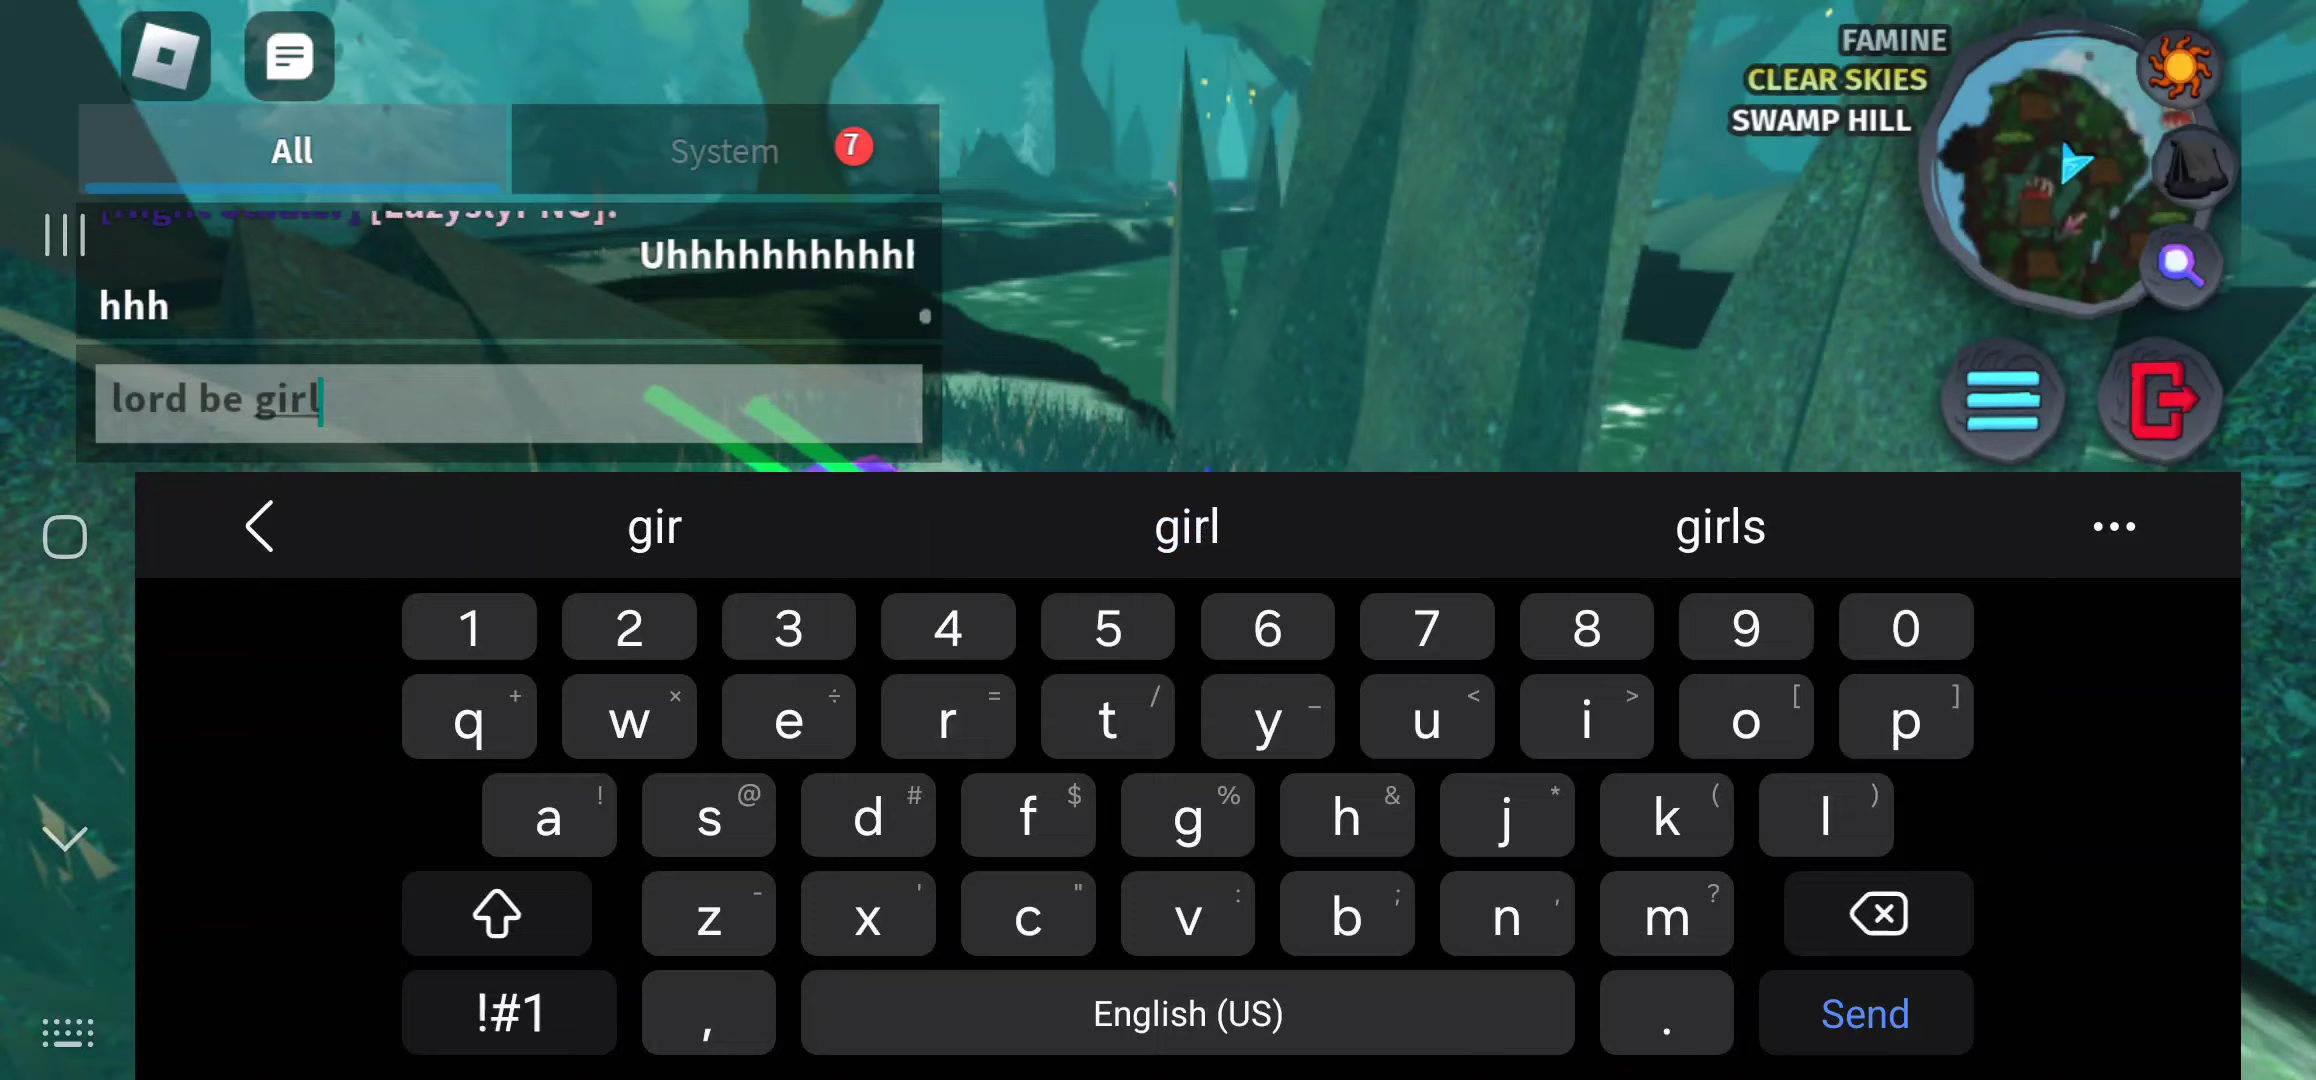 FAMINE
CLEAR SKIES
SWAMP HILL
All
System 7
Uhhhhhhhhhhh
hhh
lord be girl
gir girl girls ...
1 2 3 4 5 6 7 8 9 0
+ × ÷ = / _ < > [ ]
q w e r t y u i o p
! @ # $ % & * ( )
a s d f g h j k l
- ' " : ; , ?
z x c v b n m
!#1 , English (US) . Send